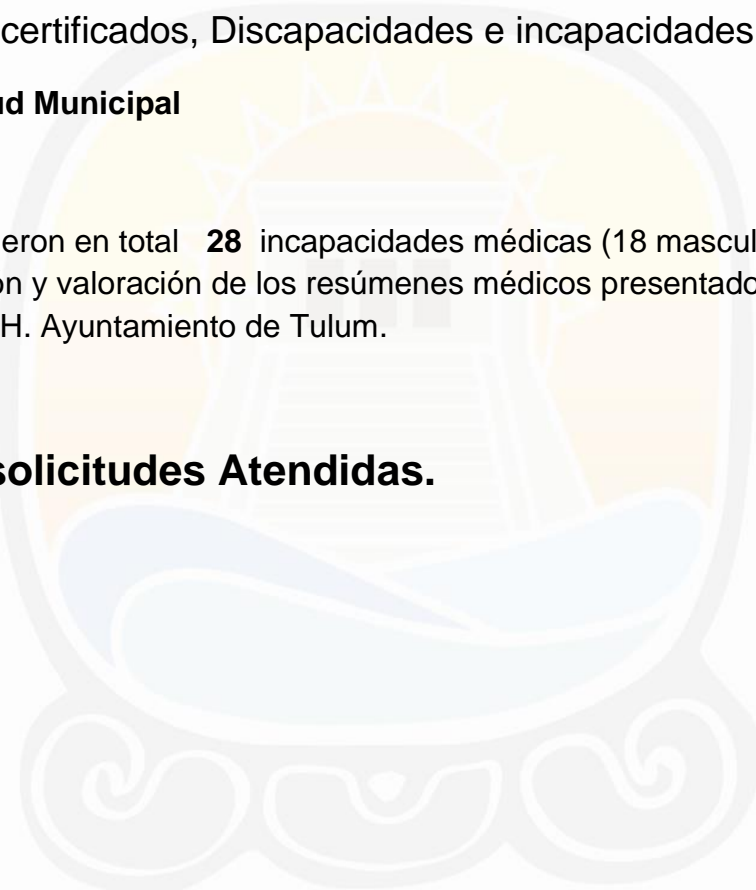 certificados, Discapacidades e incapacidades
ud Municipal
eron en total 28 incapacidades médicas (18 mascul
ón y valoración de los resúmenes médicos presentado
H. Ayuntamiento de Tulum.
solicitudes Atendidas.